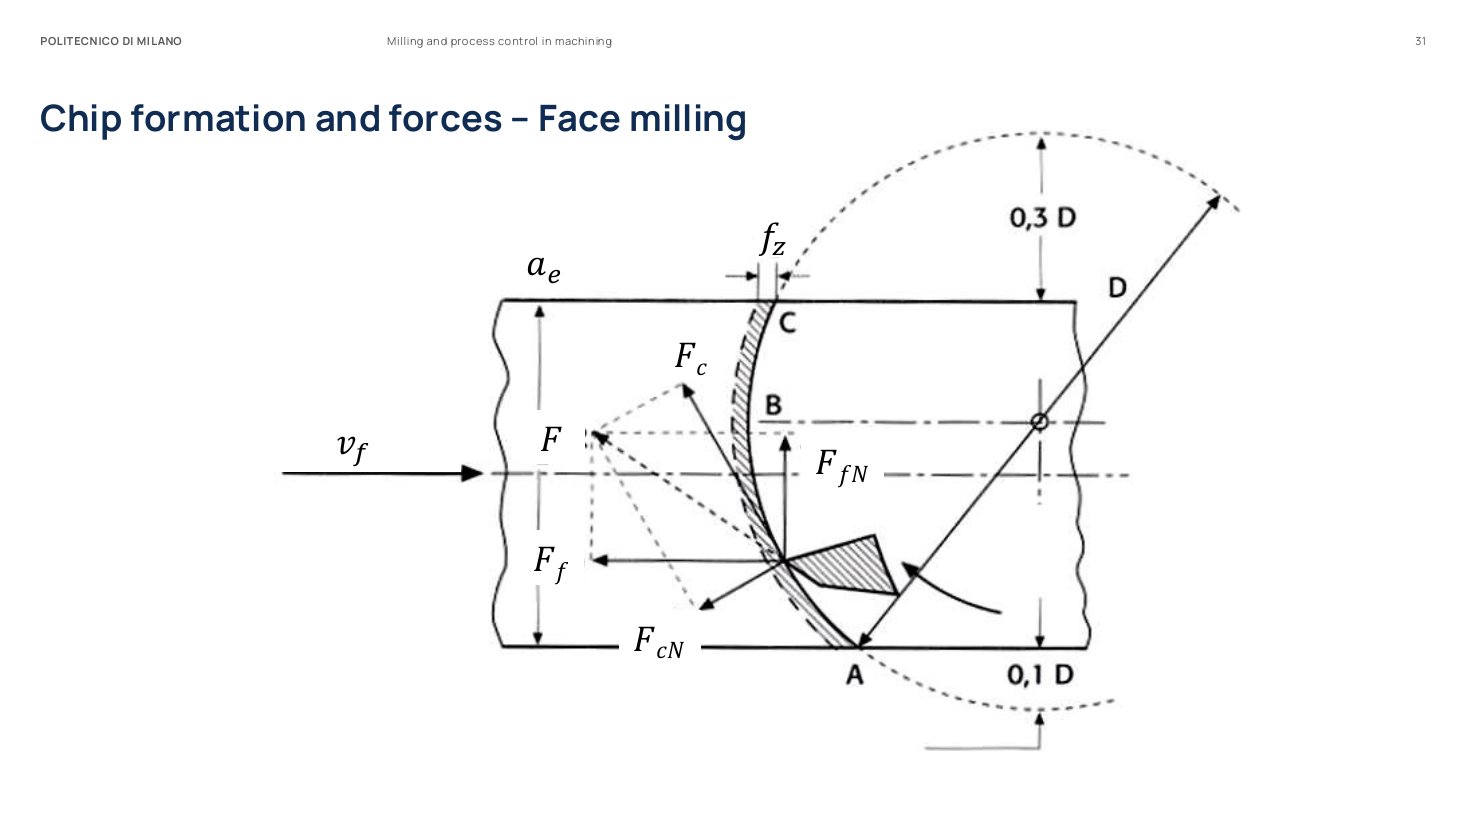 POLITECNICO DI MILANO
Milling and process control in machining
31
Chip formation and forces – Face milling
0,3 D
f_z
a_e
D
C
F_c
B
F
v_f
F_fN
F_f
F_cN
A
0,1 D